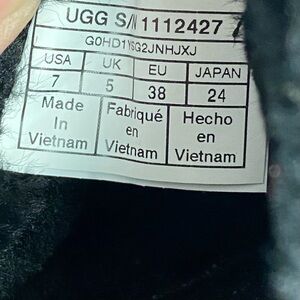 UGG S/N 1112427
G0HD1YSG2JNHJXJ
USA UK EU JAPAN
7 5 38 24
Made Fabriqué Hecho
In en en
Vietnam Vietnam Vietnam